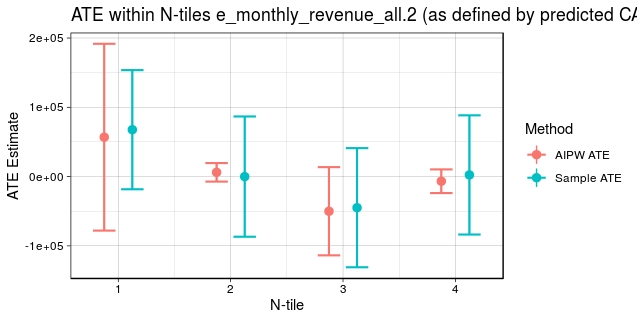 ATE within N-tiles e_monthly_revenue_all.2 (as defined by predicted CA
2e+05
1e+05
0e+00
-1e+05
ATE Estimate
1 2 3 4
N-tile
Method
AIPW ATE
Sample ATE